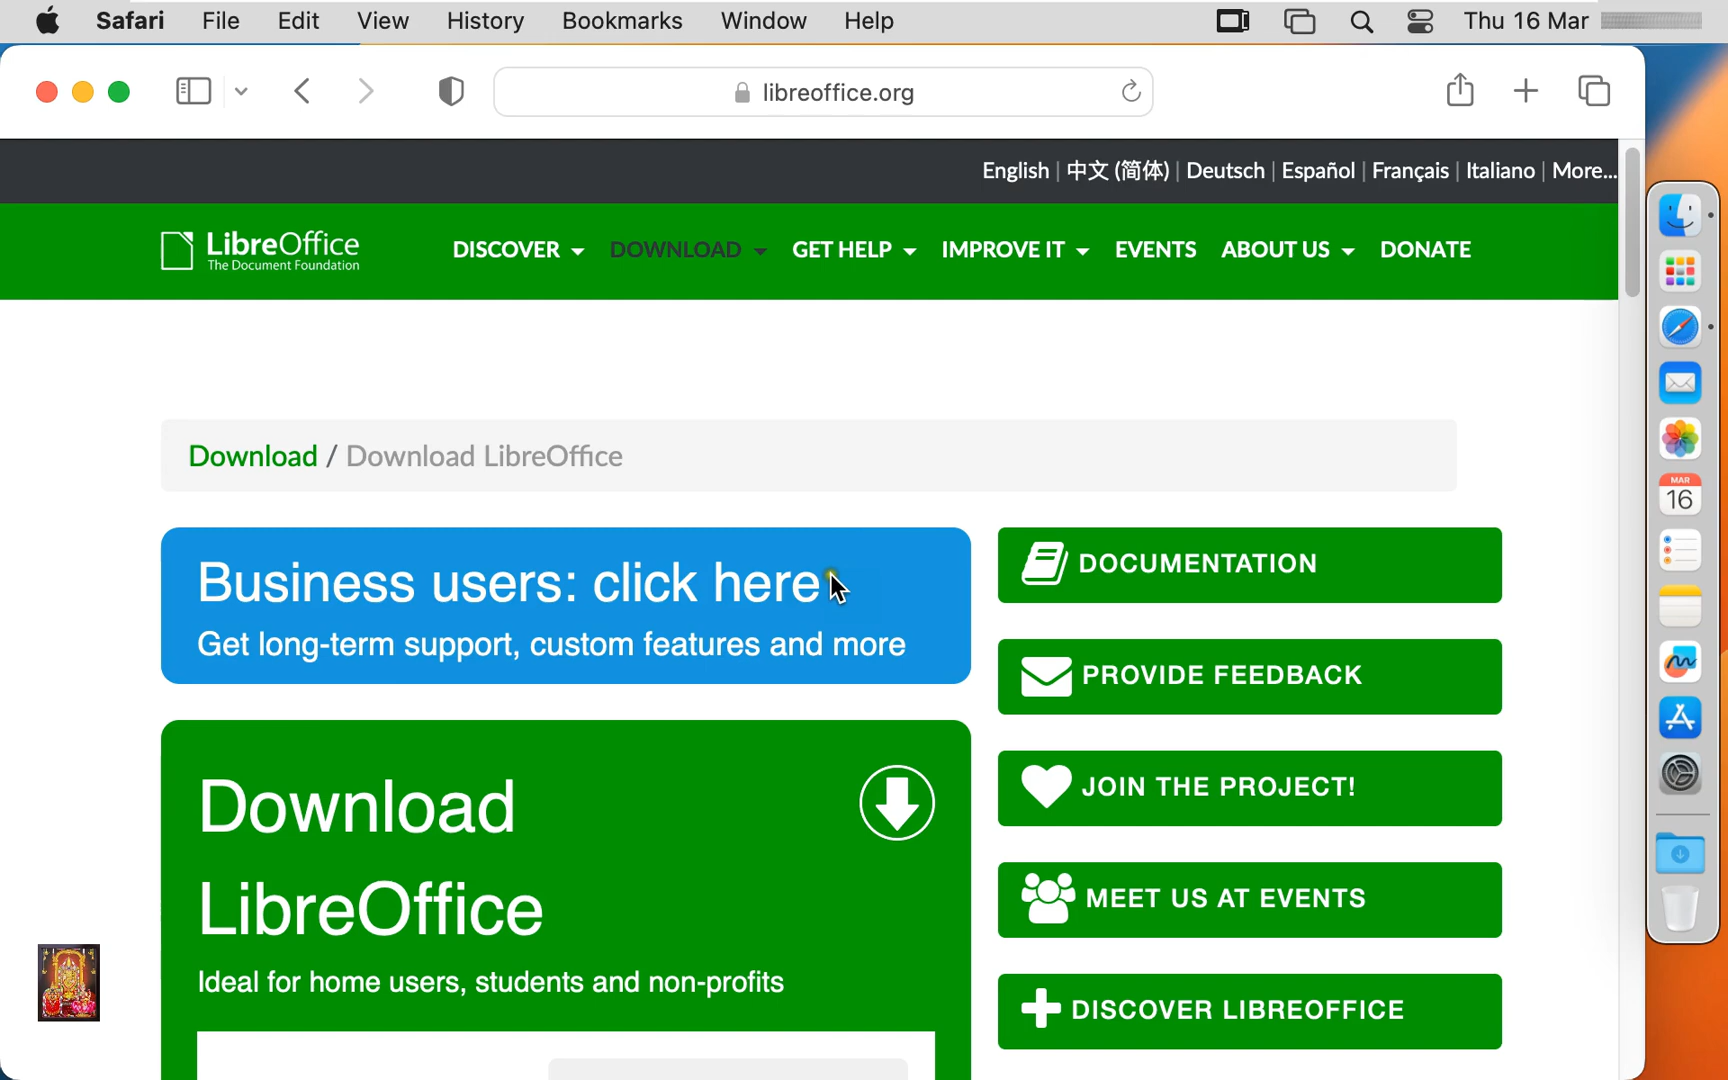 Safari File Edit View History Bookmarks Window Help Thu 16 Mar
libreoffice.org
English | 中文 (简体) | Deutsch | Español | Français | Italiano | More...
LibreOffice
The Document Foundation
DISCOVER DOWNLOAD GET HELP IMPROVE IT EVENTS ABOUT US DONATE
Download / Download LibreOffice
Business users: click here
Get long-term support, custom features and more
Download
LibreOffice
Ideal for home users, students and non-profits
DOCUMENTATION
PROVIDE FEEDBACK
JOIN THE PROJECT!
MEET US AT EVENTS
DISCOVER LIBREOFFICE
MAR
16